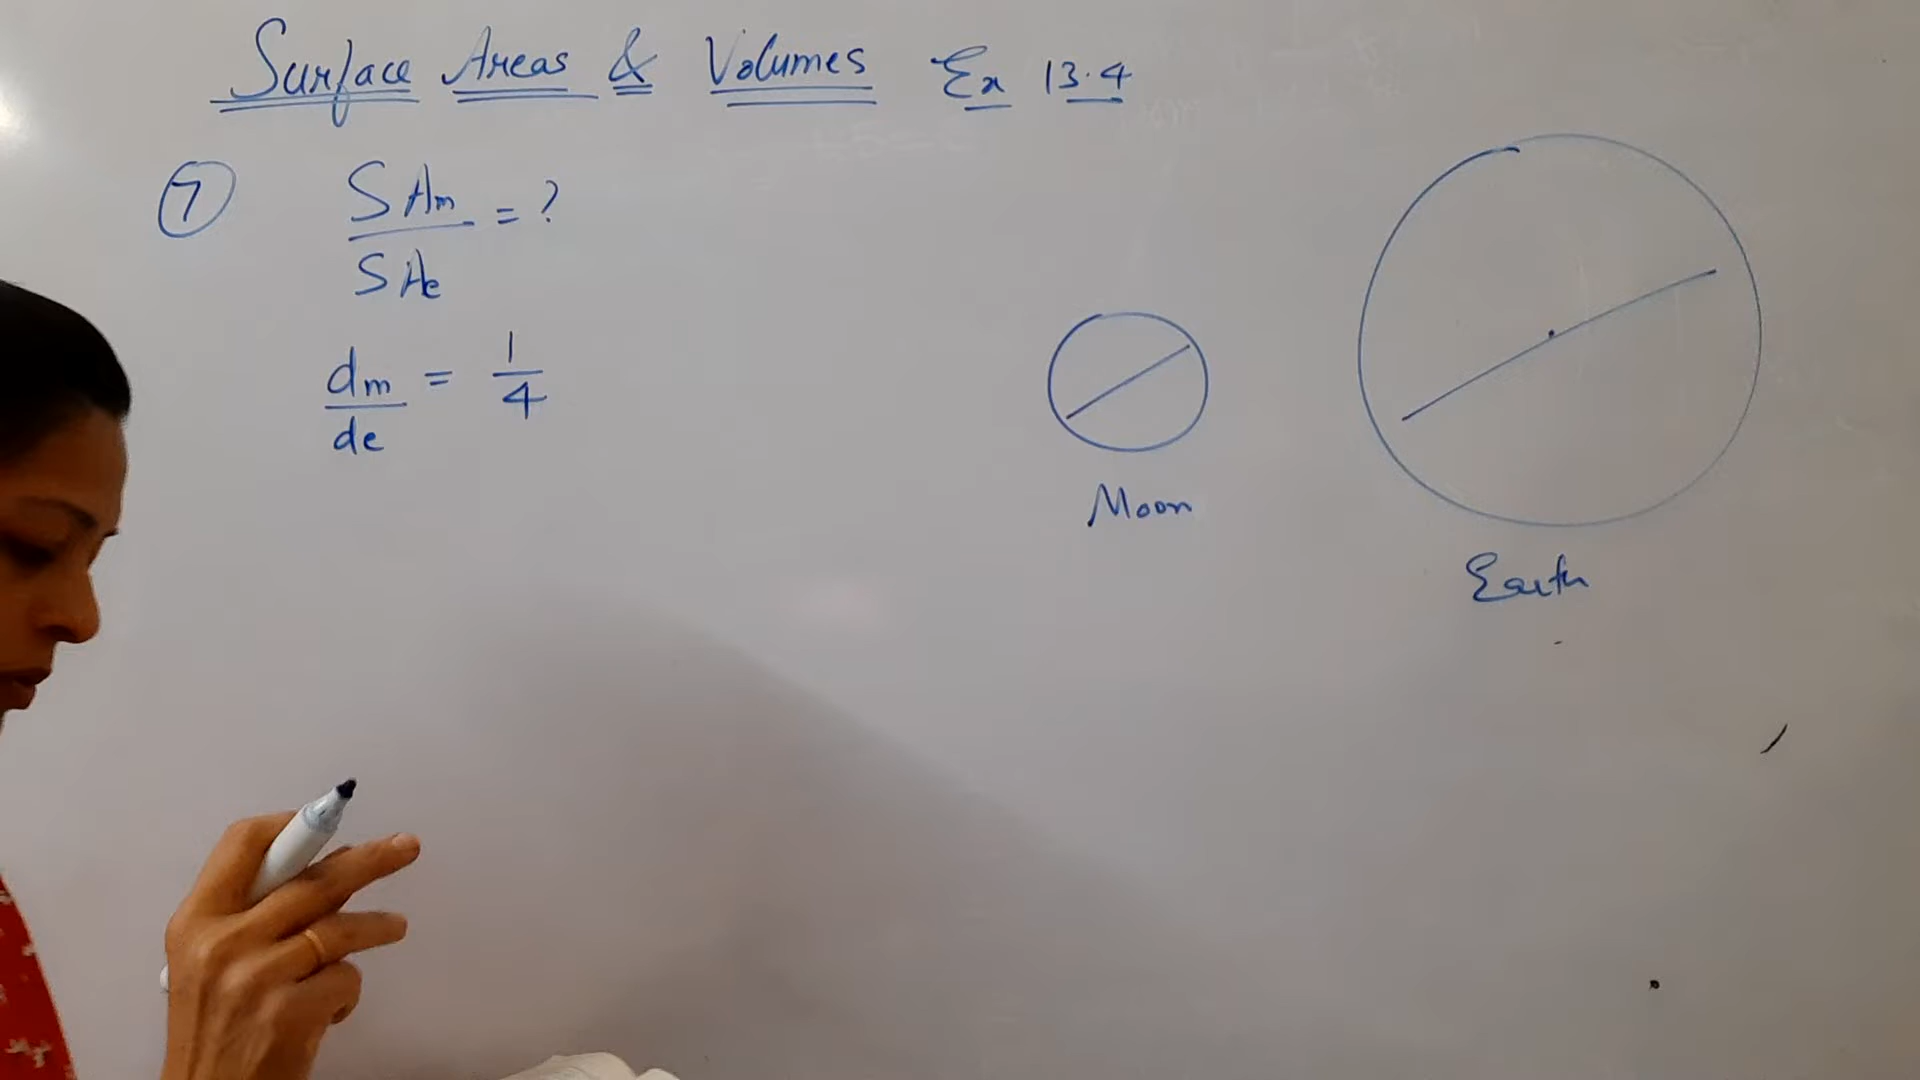 Surface Areas & Volumes Ex 13.4
7 SAm / SAe = ?
dm / de = 1 / 4
Moon
Earth